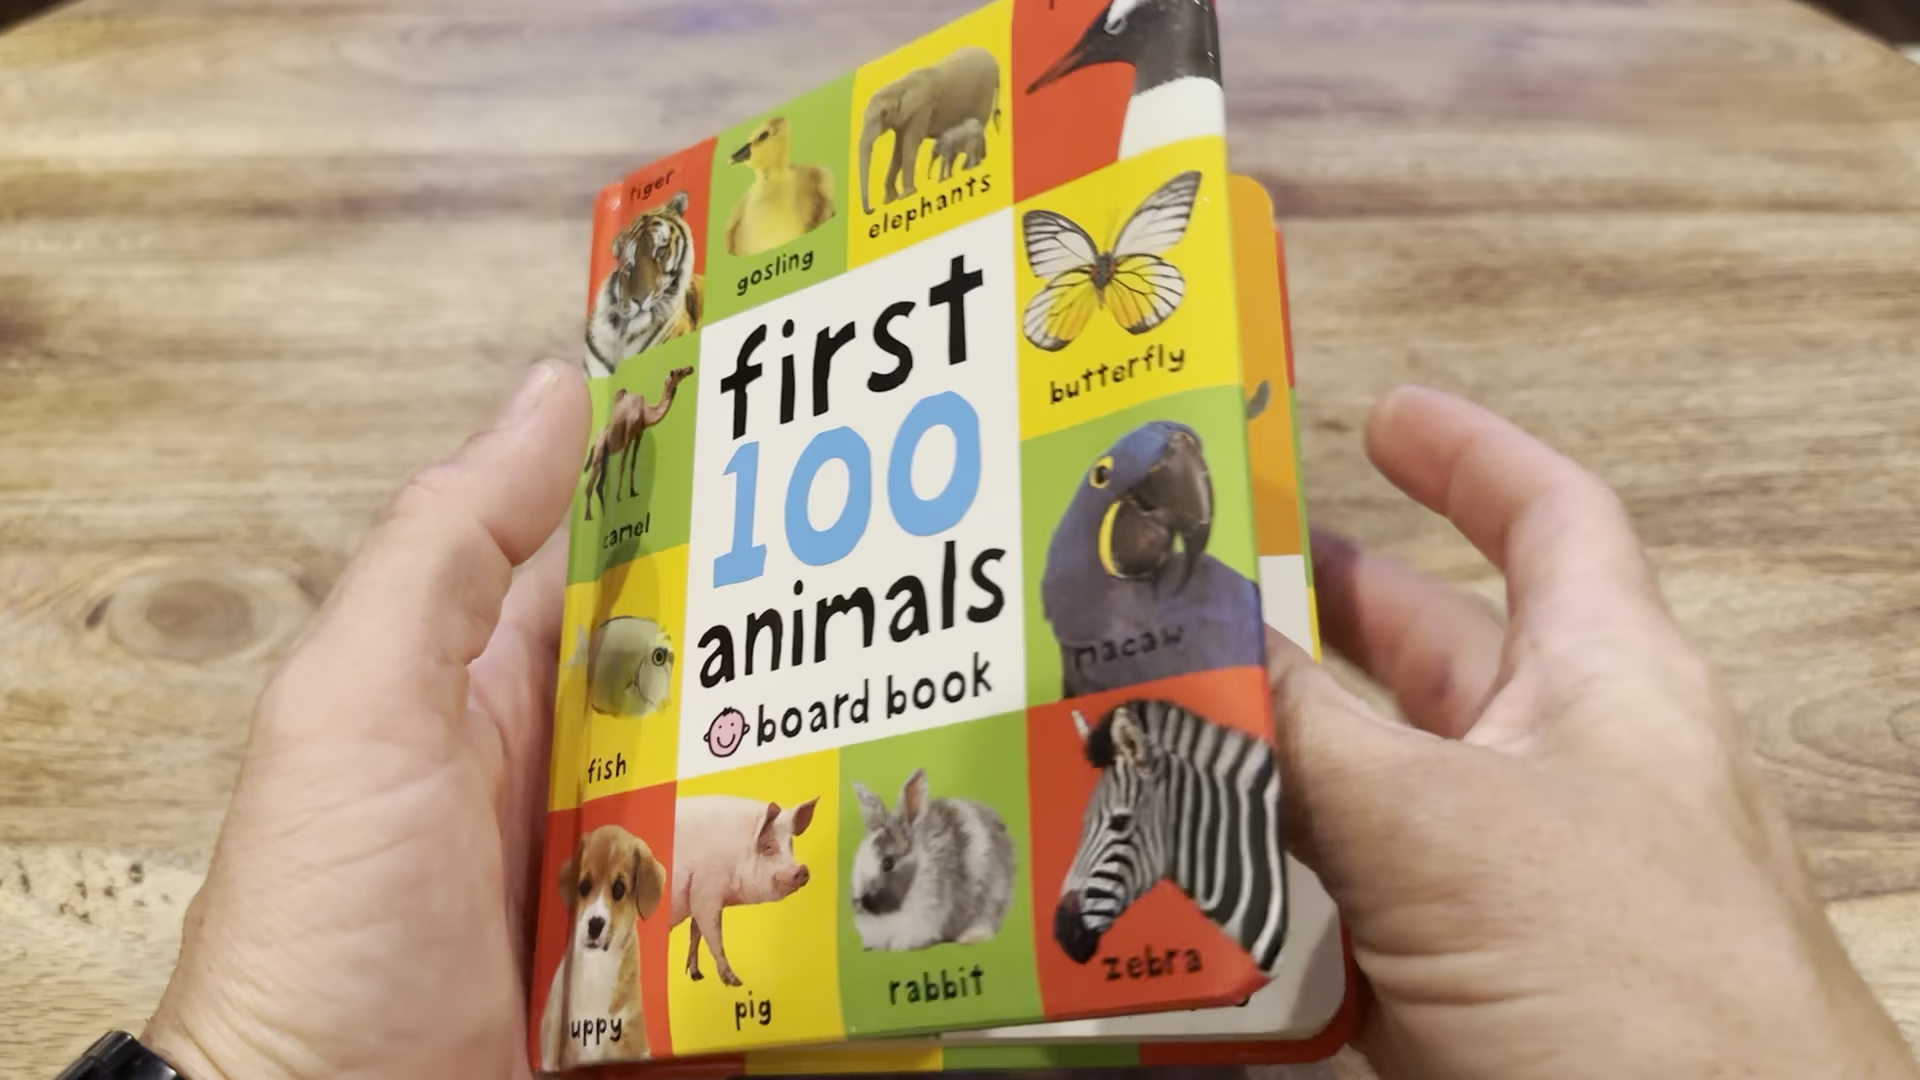 tiger
gosling
elephants
butterfly
first
100
animals
board book
camel
macaw
fish
uppy
pig
rabbit
zebra